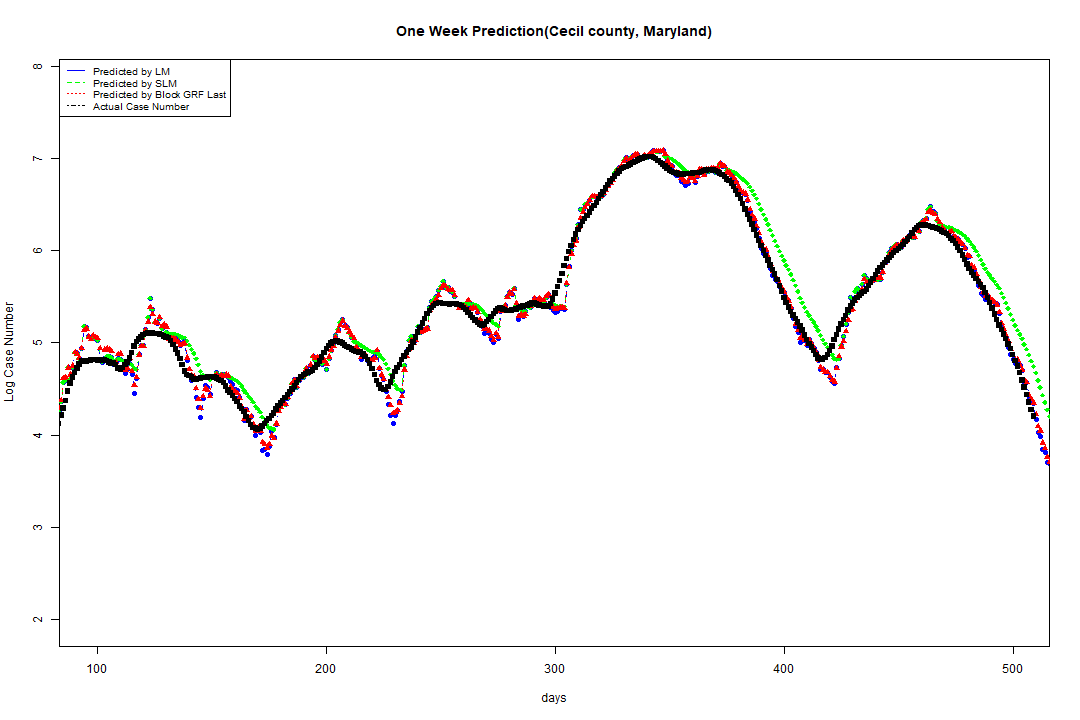 One Week Prediction(Cecil county, Maryland)
Predicted by LM
Predicted by SLM
Predicted by Block GRF Last
Actual Case Number
8
7
6
5
4
3
2
Log Case Number
100
200
300
400
500
days